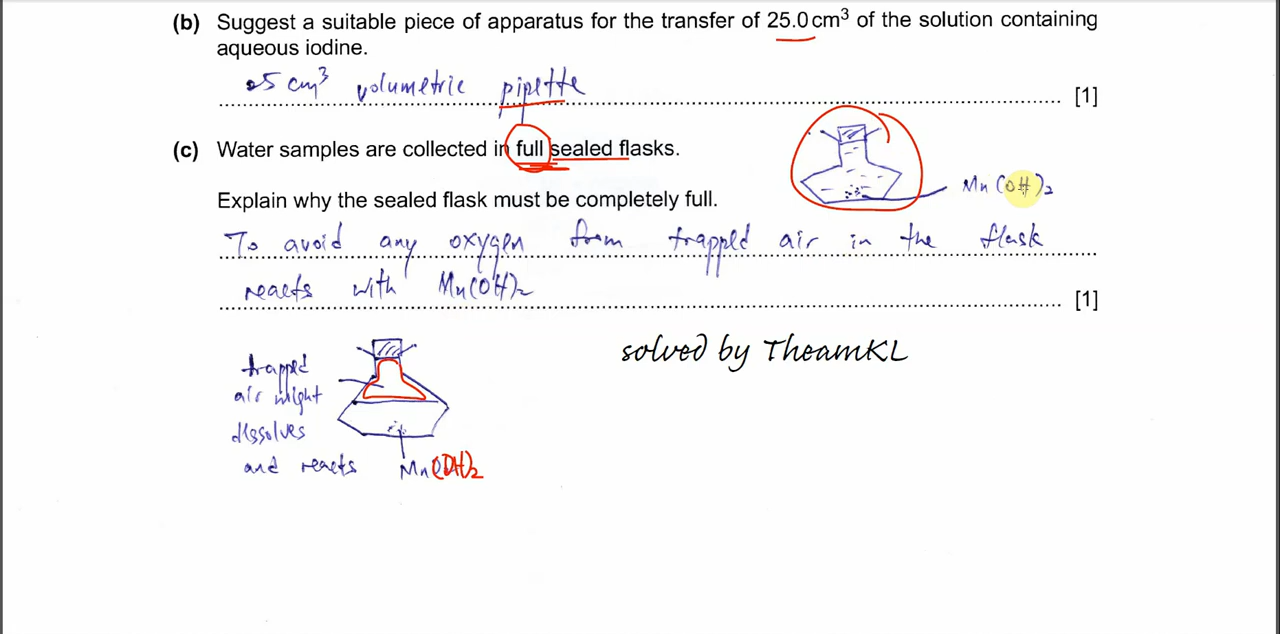 (b) Suggest a suitable piece of apparatus for the transfer of 25.0 cm³ of the solution containing
aqueous iodine.
25 cm³ volumetric pipette
[1]
(c) Water samples are collected in full sealed flasks.
Mn(OH)₂
Explain why the sealed flask must be completely full.
To avoid any oxygen from trapped air in the flask
reacts with Mn(OH)₂
[1]
solved by TheamKL
trapped
air might
dissolves
and reacts
Mn(OH)₂